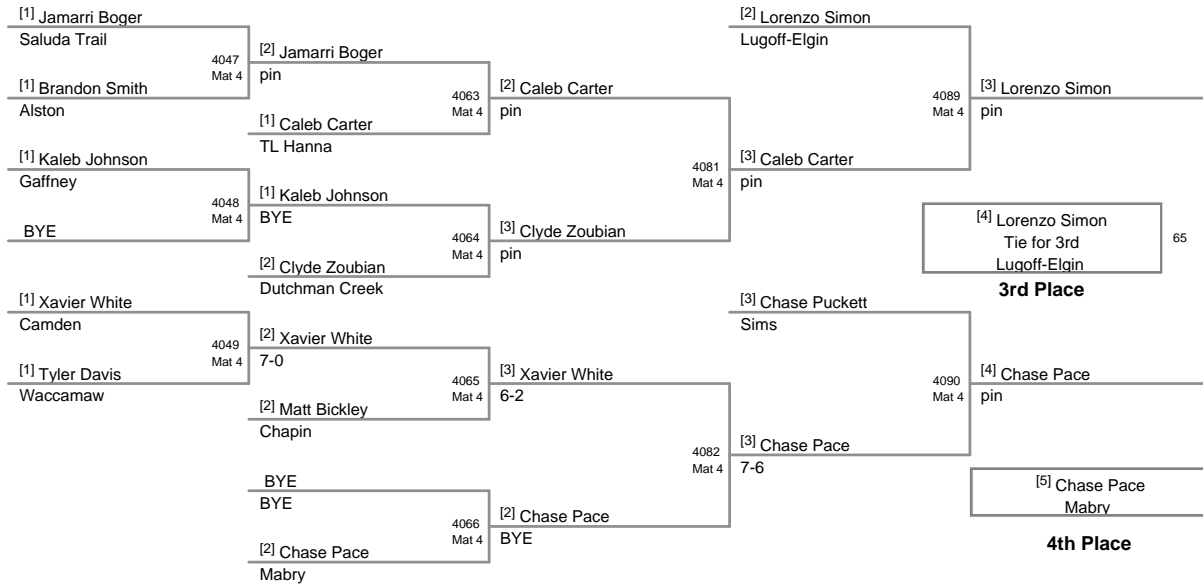 [1] Jamarri Boger
Saluda Trail
4047
Mat 4
[1] Brandon Smith
Alston
[1] Kaleb Johnson
Gaffney
4048
Mat 4
BYE
[1] Xavier White
Camden
4049
Mat 4
[1] Tyler Davis
Waccamaw
[2] Jamarri Boger
pin
4063
Mat 4
[1] Caleb Carter
TL Hanna
[1] Kaleb Johnson
BYE
4064
Mat 4
[2] Clyde Zoubian
Dutchman Creek
[2] Xavier White
7-0
4065
Mat 4
[2] Matt Bickley
Chapin
BYE
BYE
4066
Mat 4
[2] Chase Pace
Mabry
[2] Caleb Carter
pin
4081
Mat 4
[3] Clyde Zoubian
pin
[3] Xavier White
6-2
4082
Mat 4
[2] Chase Pace
BYE
[2] Lorenzo Simon
Lugoff-Elgin
4089
Mat 4
[3] Caleb Carter
pin
[3] Chase Puckett
Sims
4090
Mat 4
[3] Chase Pace
7-6
[3] Lorenzo Simon
pin
[4] Lorenzo Simon
Tie for 3rd
Lugoff-Elgin
65
3rd Place
[4] Chase Pace
pin
[5] Chase Pace
Mabry
4th Place